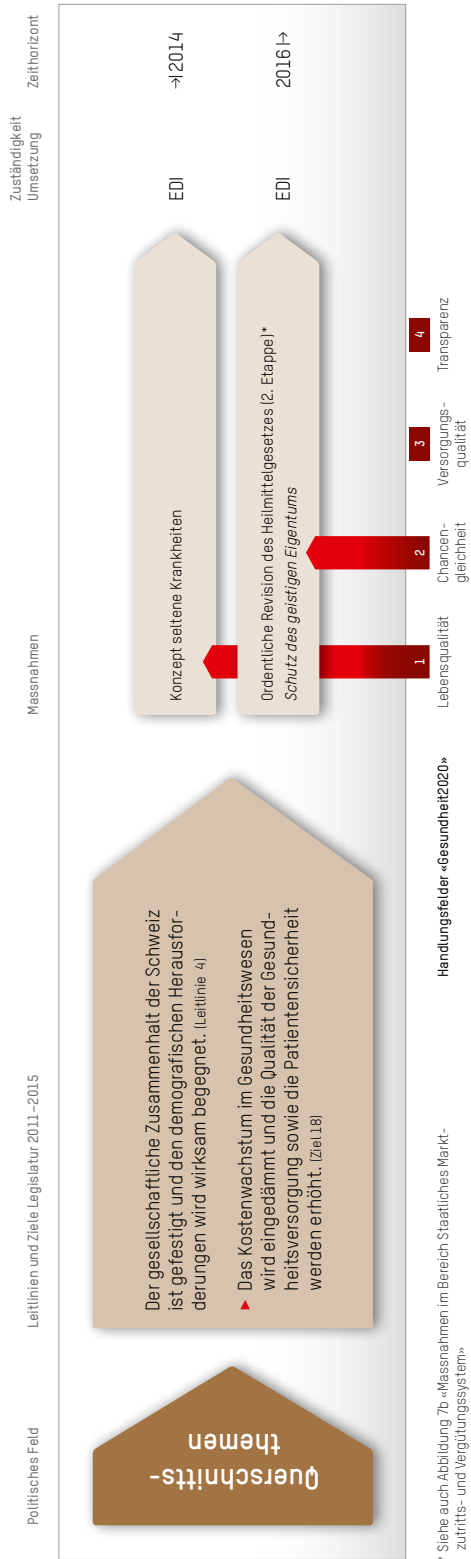 Politisches Feld
Leitlinien und Ziele Legislatur 2011–2015
Massnahmen
Zuständigkeit
Umsetzung
Zeithorizont
Querschnitts-
themen
Der gesellschaftliche Zusammenhalt der Schweiz
ist gefestigt und den demografischen Herausfor-
derungen wird wirksam begegnet. (Leitlinie 4)
▶ Das Kostenwachstum im Gesundheitswesen
wird eingedämmt und die Qualität der Gesund-
heitsversorgung sowie die Patientensicherheit
werden erhöht. (Ziel 18)
Konzept seltene Krankheiten
EDI
→I 2014
Ordentliche Revision des Heilmittelgesetzes (2. Etappe)*
Schutz des geistigen Eigentums
EDI
2016 I→
Handlungsfelder «Gesundheit2020»
1
Lebensqualität
2
Chancen-
gleichheit
3
Versorgungs-
qualität
4
Transparenz
* Siehe auch Abbildung 7b «Massnahmen im Bereich Staatliches Markt-
zutritts- und Vergütungssystem»